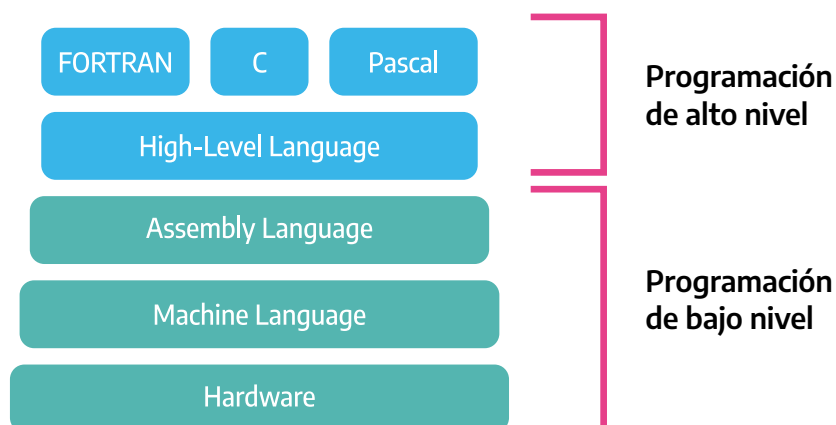 FORTRAN C Pascal
High-Level Language
Assembly Language
Machine Language
Hardware
Programación
de alto nivel
Programación
de bajo nivel